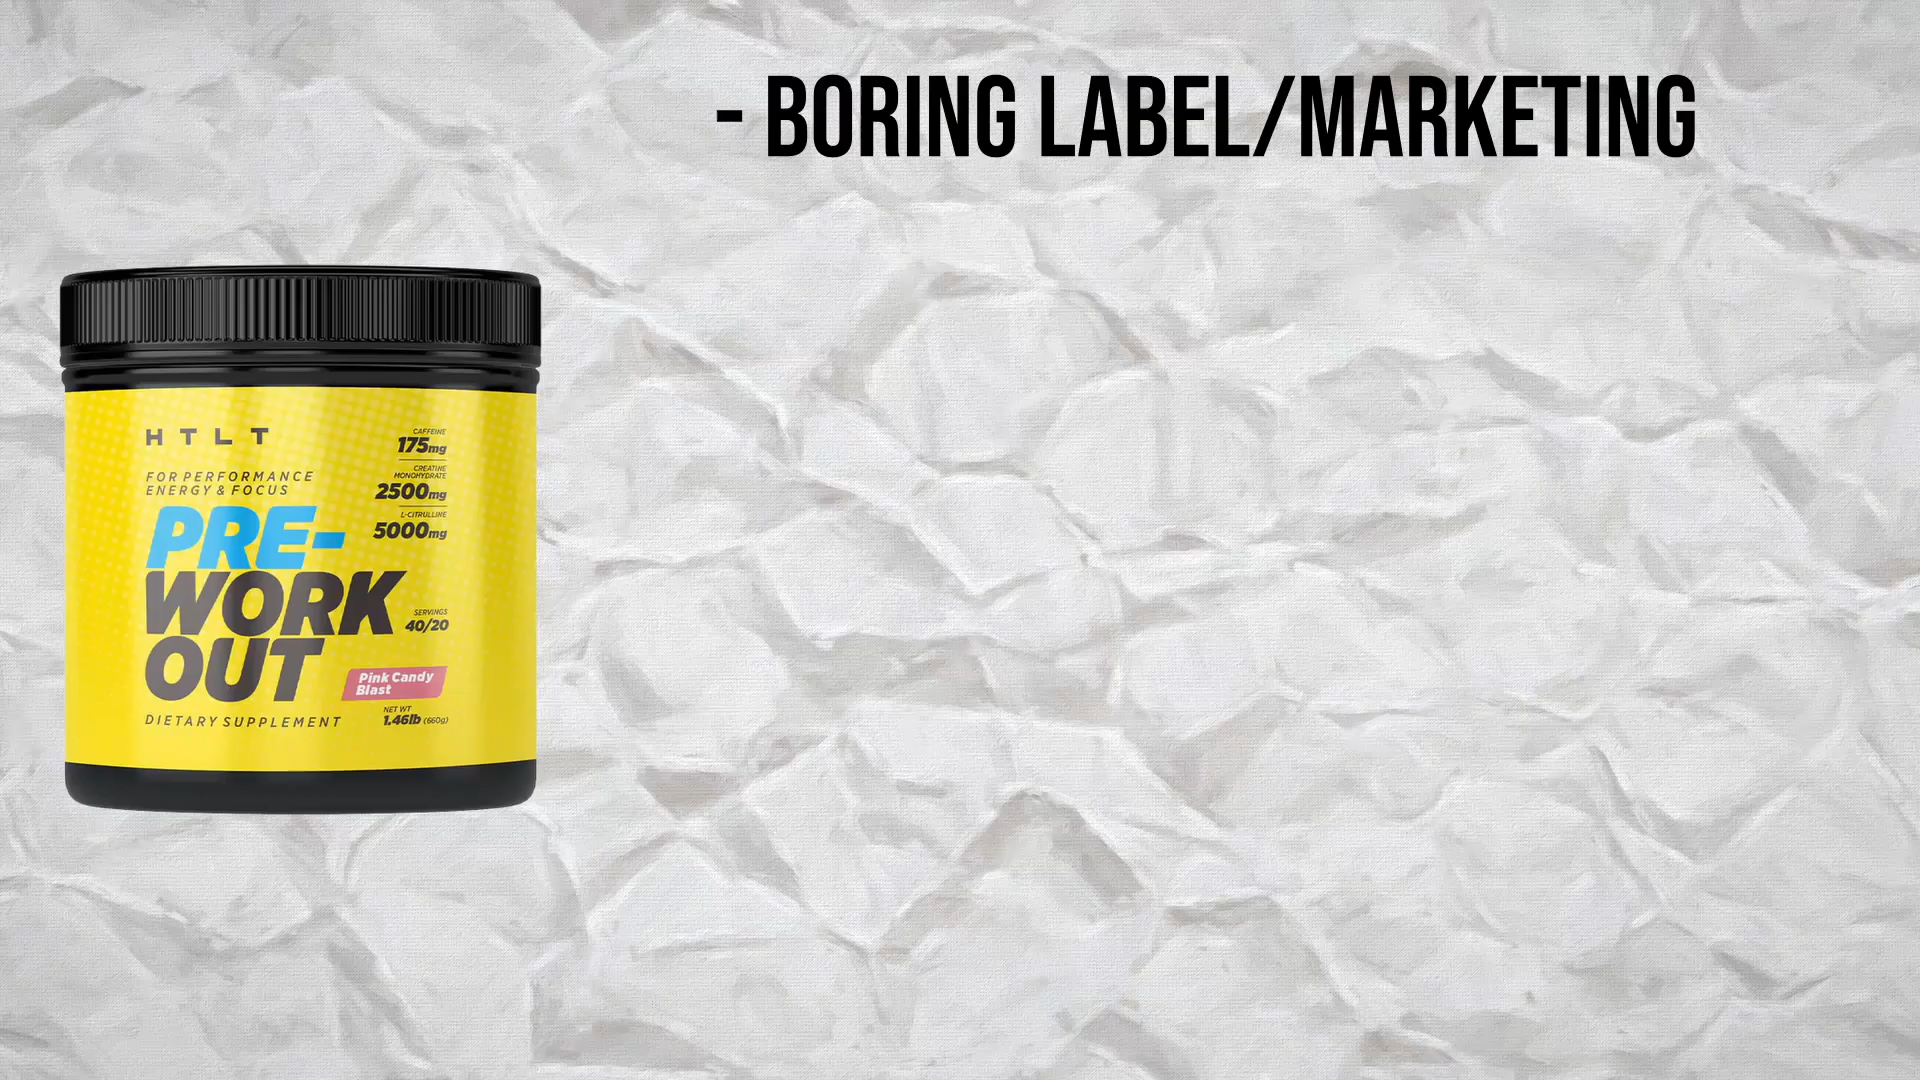 - BORING LABEL/MARKETING
HTLT
FOR PERFORMANCE
ENERGY & FOCUS
PRE-
WORK
OUT
DIETARY SUPPLEMENT
CAFFEINE
175mg
CREATINE
MONOHYDRATE
2500mg
L-CITRULLINE
5000mg
SERVINGS
40/20
Pink Candy
Blast
NET WT
1.46lb (660g)